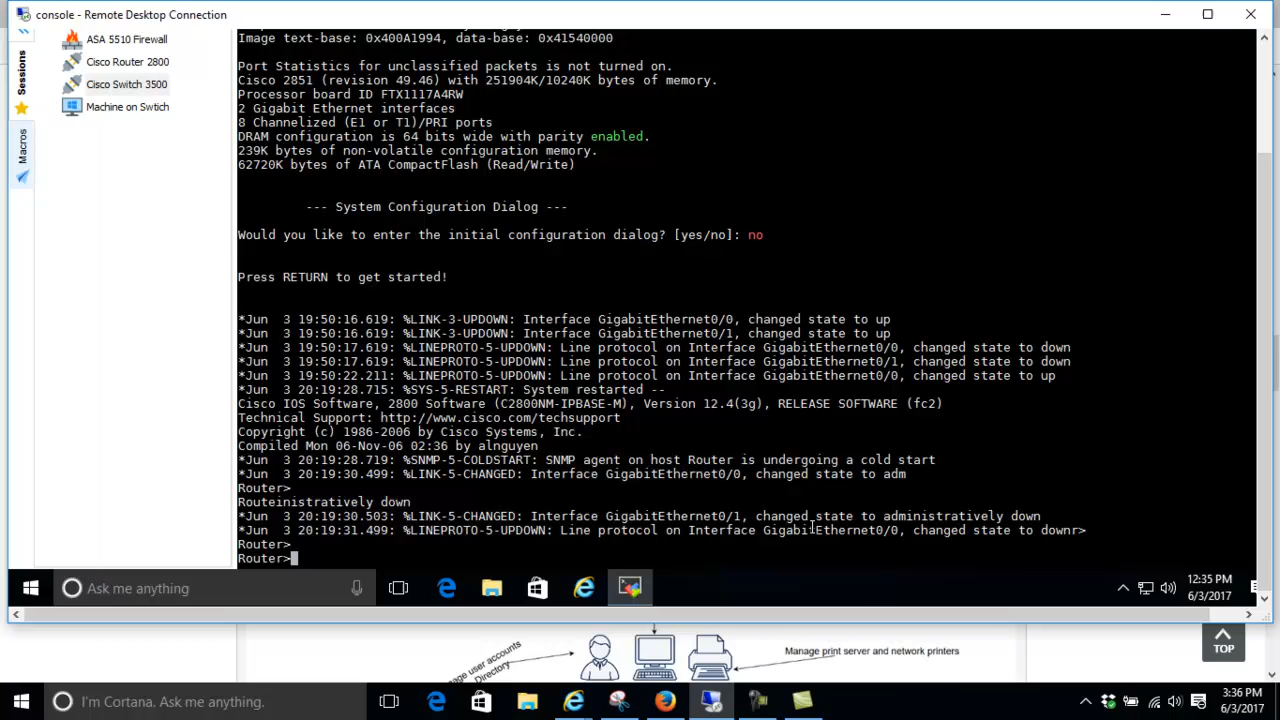 console - Remote Desktop Connection
Sessions
Macros
ASA 5510 Firewall
Cisco Router 2800
Cisco Switch 3500
Machine on Swtich
Image text-base: 0x400A1994, data-base: 0x41540000
Port Statistics for unclassified packets is not turned on.
Cisco 2851 (revision 49.46) with 251904K/10240K bytes of memory.
Processor board ID FTX1117A4RW
2 Gigabit Ethernet interfaces
8 Channelized (E1 or T1)/PRI ports
DRAM configuration is 64 bits wide with parity enabled.
239K bytes of non-volatile configuration memory.
62720K bytes of ATA CompactFlash (Read/Write)
--- System Configuration Dialog ---
Would you like to enter the initial configuration dialog? [yes/no]: no
Press RETURN to get started!
*Jun  3 19:50:16.619: %LINK-3-UPDOWN: Interface GigabitEthernet0/0, changed state to up
*Jun  3 19:50:16.619: %LINK-3-UPDOWN: Interface GigabitEthernet0/1, changed state to up
*Jun  3 19:50:17.619: %LINEPROTO-5-UPDOWN: Line protocol on Interface GigabitEthernet0/0, changed state to down
*Jun  3 19:50:17.619: %LINEPROTO-5-UPDOWN: Line protocol on Interface GigabitEthernet0/1, changed state to down
*Jun  3 19:50:22.211: %LINEPROTO-5-UPDOWN: Line protocol on Interface GigabitEthernet0/0, changed state to up
*Jun  3 20:19:28.715: %SYS-5-RESTART: System restarted --
Cisco IOS Software, 2800 Software (C2800NM-IPBASE-M), Version 12.4(3g), RELEASE SOFTWARE (fc2)
Technical Support: http://www.cisco.com/techsupport
Copyright (c) 1986-2006 by Cisco Systems, Inc.
Compiled Mon 06-Nov-06 02:36 by alnguyen
*Jun  3 20:19:28.719: %SNMP-5-COLDSTART: SNMP agent on host Router is undergoing a cold start
*Jun  3 20:19:30.499: %LINK-5-CHANGED: Interface GigabitEthernet0/0, changed state to adm
Router>
Routeinistratively down
*Jun  3 20:19:30.503: %LINK-5-CHANGED: Interface GigabitEthernet0/1, changed state to administratively down
*Jun  3 20:19:31.499: %LINEPROTO-5-UPDOWN: Line protocol on Interface GigabitEthernet0/0, changed state to downr>
Router>
Router>
Ask me anything
12:35 PM
6/3/2017
user accounts
Directory
Manage print server and network printers
TOP
I'm Cortana. Ask me anything.
3:36 PM
6/3/2017